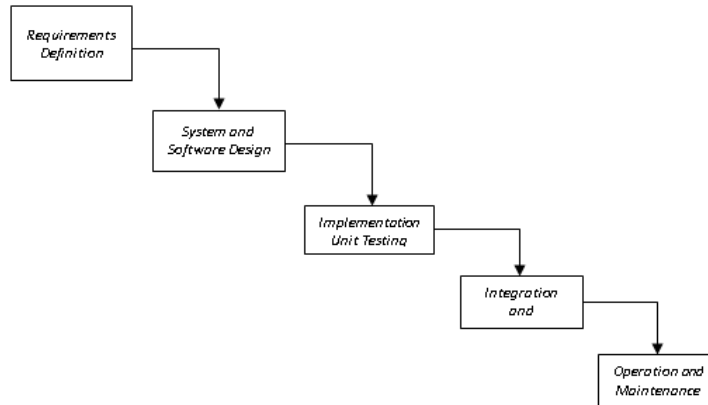 Requirements
Definition
System and
Software Design
Implementation
Unit Testing
Integration
and
Operation and
Maintenance